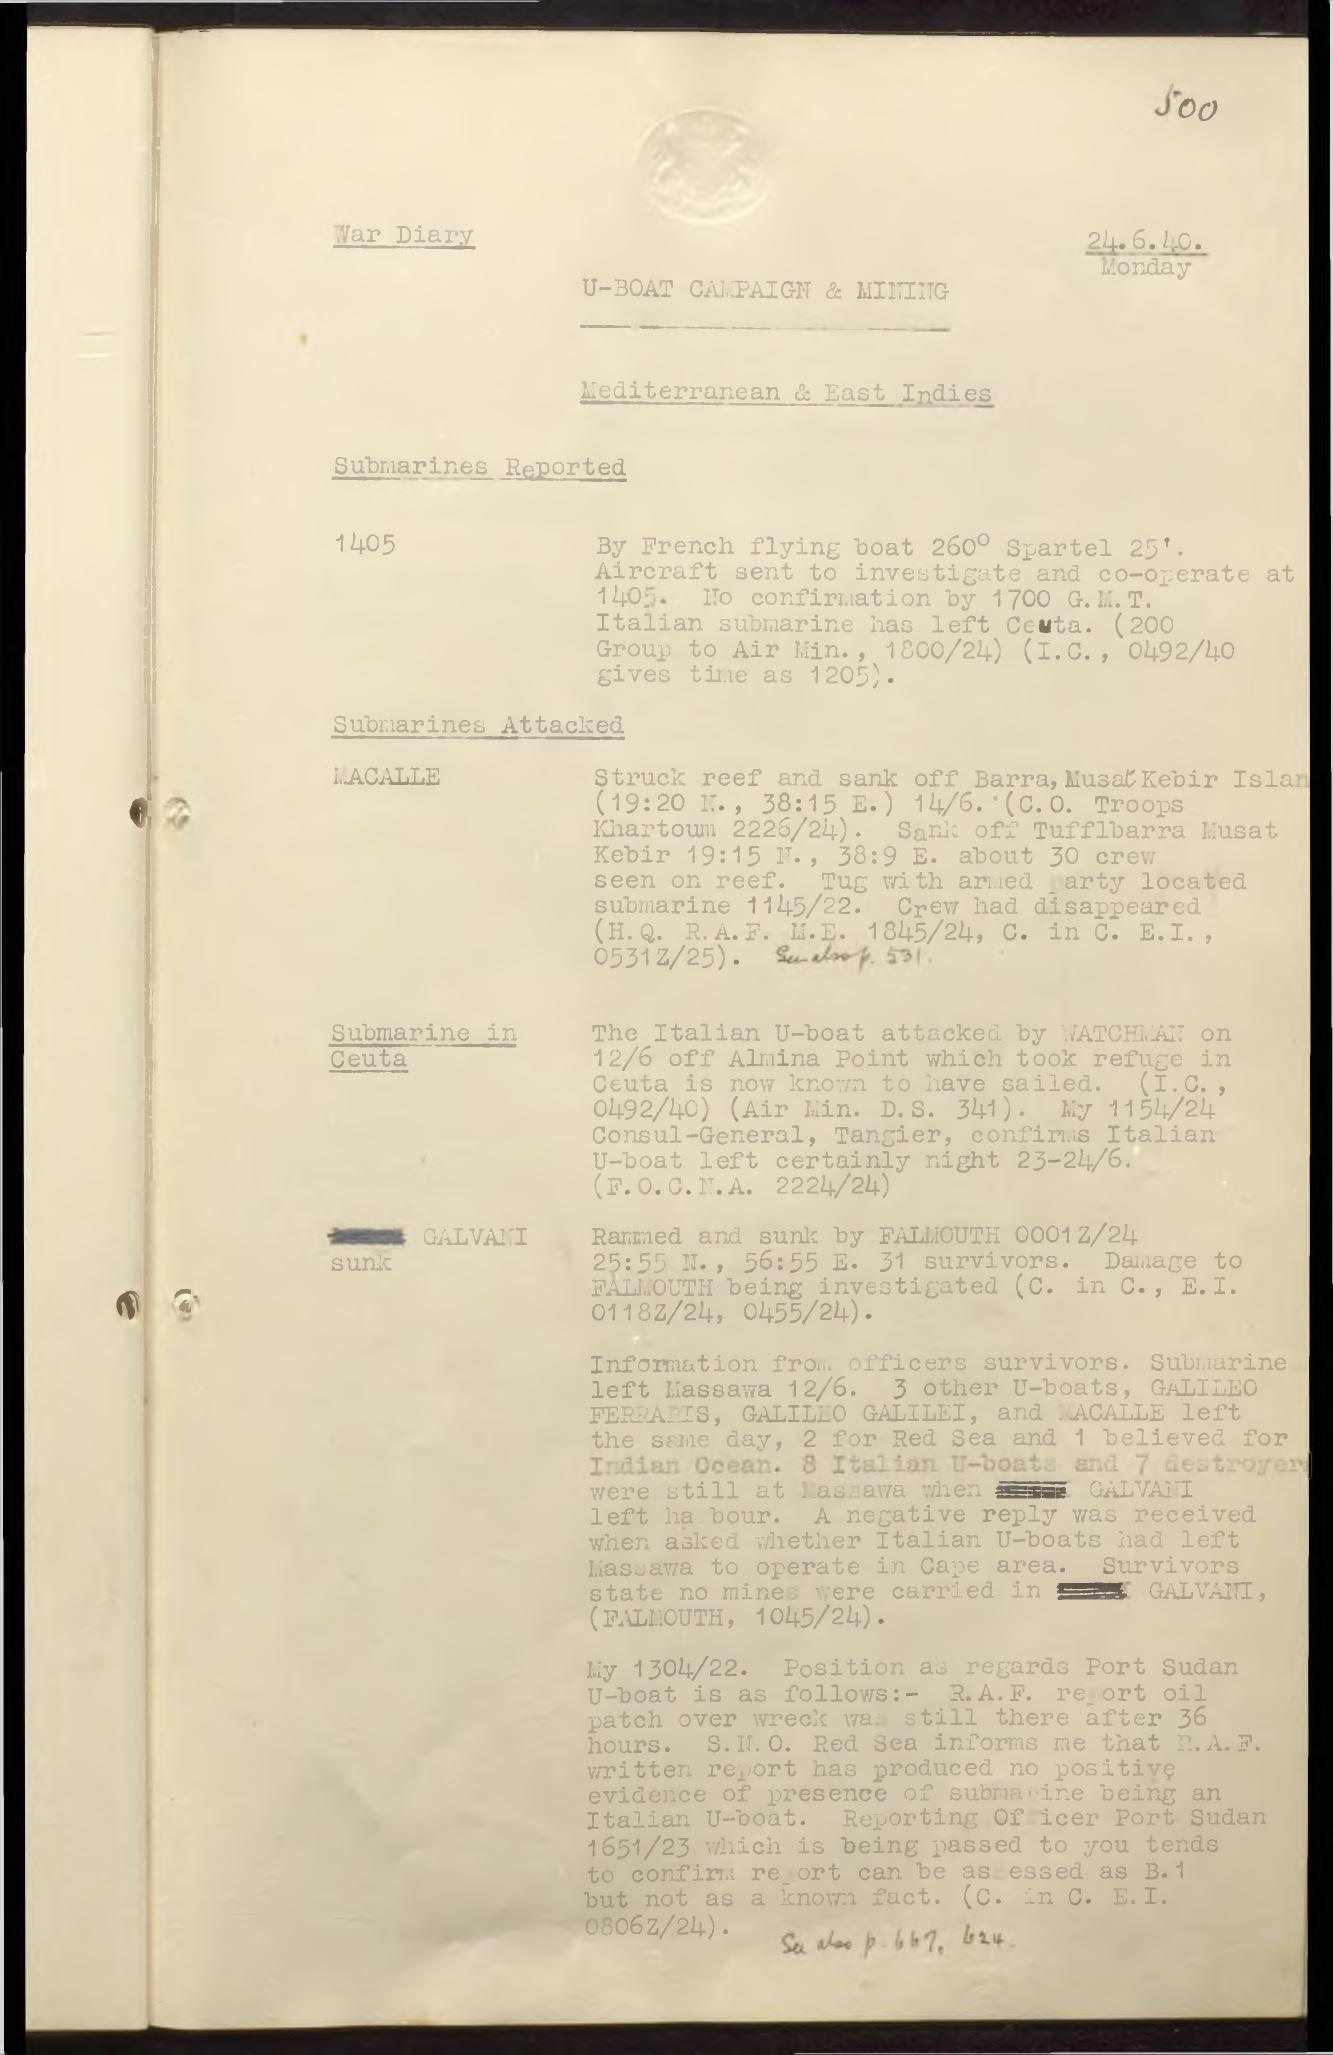 500
War Diary
24.6.40.
Monday
U-BOAT CAMPAIGN & MINING
Mediterranean & East Indies
Submarines Reported
1405
By French flying boat 260° Spartel 25'.
Aircraft sent to investigate and co-operate at
1405. No confirmation by 1700 G.M.T.
Italian submarine has left Ceuta. (200
Group to Air Min., 1800/24) (I.C., 0492/40
gives time as 1205).
Submarines Attacked
MACALLE
Struck reef and sank off Barra, Musat Kebir Islan
(19:20 N., 38:15 E.) 14/6. (C.O. Troops
Khartoum 2226/24). Sank off Tufflbarra Musat
Kebir 19:15 N., 38:9 E. about 30 crew
seen on reef. Tug with armed party located
submarine 1145/22. Crew had disappeared
(H.Q. R.A.F. M.E. 1845/24, C. in C. E.I.,
0531Z/25). See also p. 531.
Submarine in
Ceuta
The Italian U-boat attacked by WATCHMAN on
12/6 off Almina Point which took refuge in
Ceuta is now known to have sailed. (I.C.,
0492/40) (Air Min. D.S. 341). My 1154/24
Consul-General, Tangier, confirms Italian
U-boat left certainly night 23-24/6.
(F.O.C.N.A. 2224/24)
GALVANI
sunk
Rammed and sunk by FALMOUTH 0001Z/24
25:55 N., 56:55 E. 31 survivors. Damage to
FALMOUTH being investigated (C. in C., E.I.
0118Z/24, 0455/24).
Information from officers survivors. Submarine
left Massawa 12/6. 3 other U-boats, GALILEO
FERRARIS, GALILEO GALILEI, and MACALLE left
the same day, 2 for Red Sea and 1 believed for
Indian Ocean. 8 Italian U-boats and 7 destroyer
were still at Massawa when GALVANI
left ha bour. A negative reply was received
when asked whether Italian U-boats had left
Massawa to operate in Cape area. Survivors
state no mines were carried in GALVANI,
(FALMOUTH, 1045/24).
My 1304/22. Position as regards Port Sudan
U-boat is as follows:- R.A.F. report oil
patch over wreck was still there after 36
hours. S.N.O. Red Sea informs me that R.A.F.
written report has produced no positive
evidence of presence of submarine being an
Italian U-boat. Reporting Of icer Port Sudan
1651/23 which is being passed to you tends
to confirm report can be assessed as B.1
but not as a known fact. (C. in C. E.I.
0806Z/24).
See also p. 667, 624.